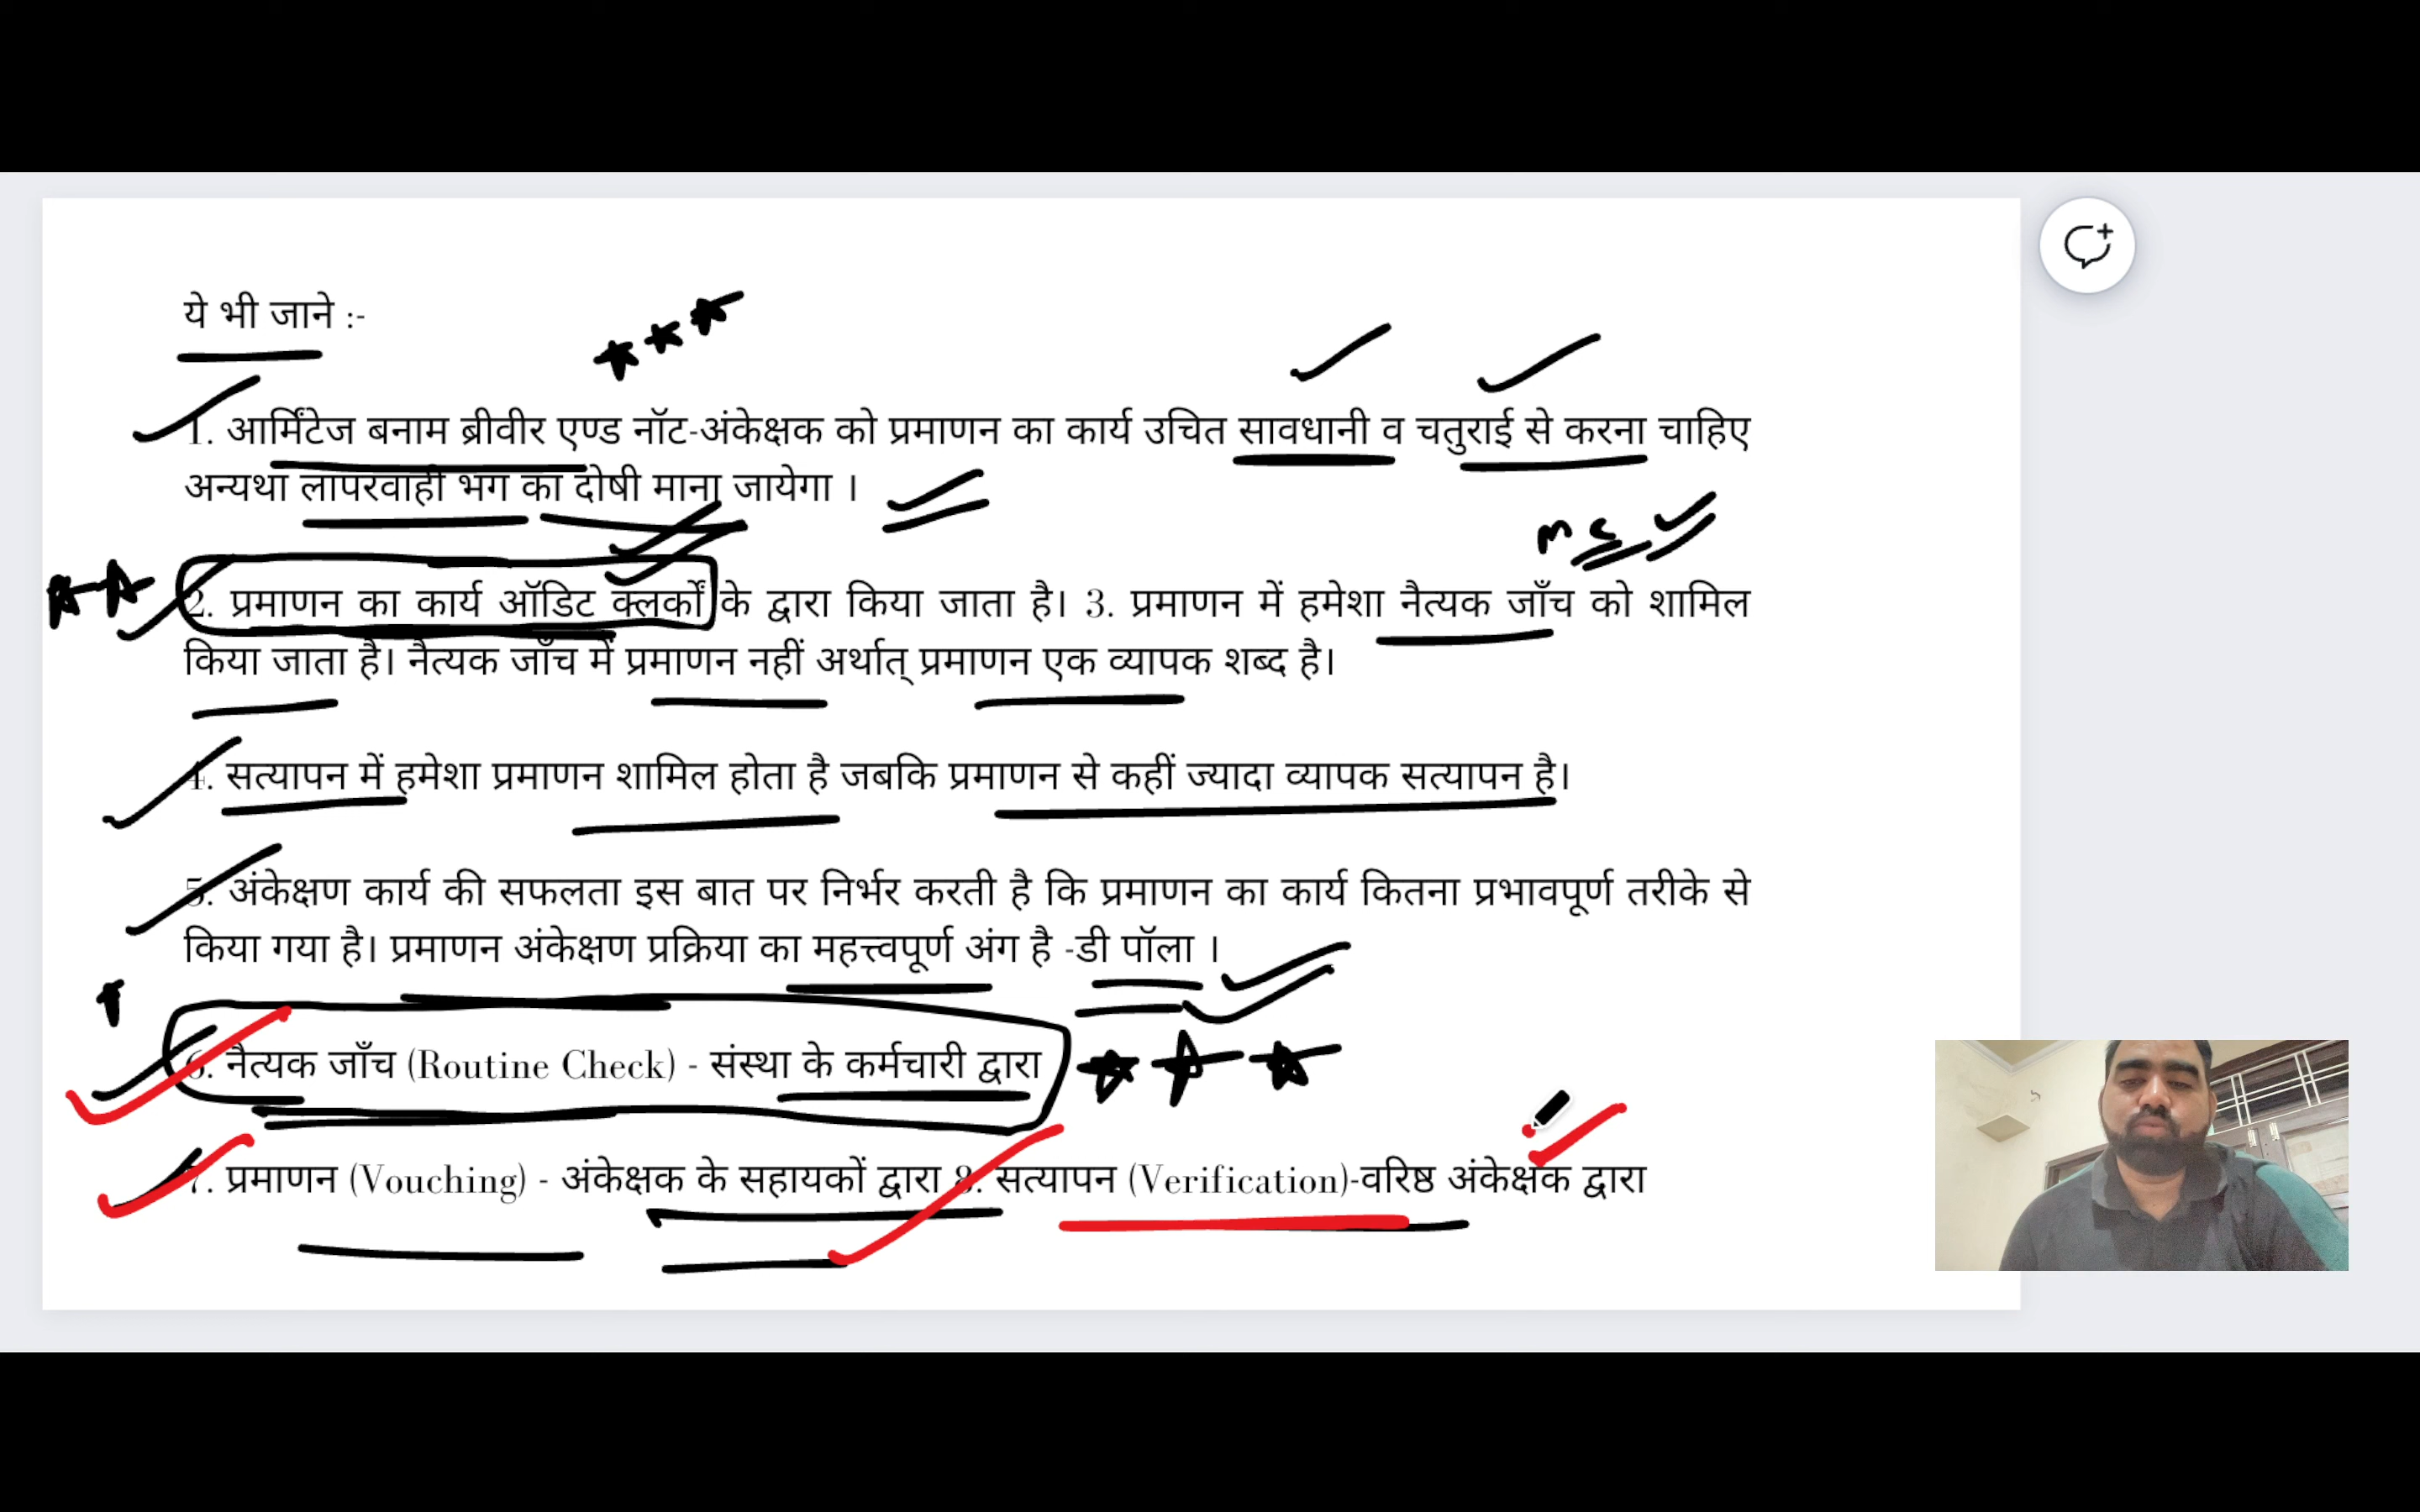 ये भी जाने :-
1. आर्मिटेज बनाम ब्रीवीर एण्ड नॉट-अंकेक्षक को प्रमाणन का कार्य उचित सावधानी व चतुराई से करना चाहिए
अन्यथा लापरवाही भग का दोषी माना जायेगा ।
2. प्रमाणन का कार्य ऑडिट क्लर्कों के द्वारा किया जाता है। 3. प्रमाणन में हमेशा नैत्यक जाँच को शामिल
किया जाता है। नैत्यक जाँच में प्रमाणन नहीं अर्थात् प्रमाणन एक व्यापक शब्द है।
4. सत्यापन में हमेशा प्रमाणन शामिल होता है जबकि प्रमाणन से कहीं ज्यादा व्यापक सत्यापन है।
5. अंकेक्षण कार्य की सफलता इस बात पर निर्भर करती है कि प्रमाणन का कार्य कितना प्रभावपूर्ण तरीके से
किया गया है। प्रमाणन अंकेक्षण प्रक्रिया का महत्त्वपूर्ण अंग है -डी पॉला ।
6. नैत्यक जाँच (Routine Check) - संस्था के कर्मचारी द्वारा
7. प्रमाणन (Vouching) - अंकेक्षक के सहायकों द्वारा 8. सत्यापन (Verification)-वरिष्ठ अंकेक्षक द्वारा